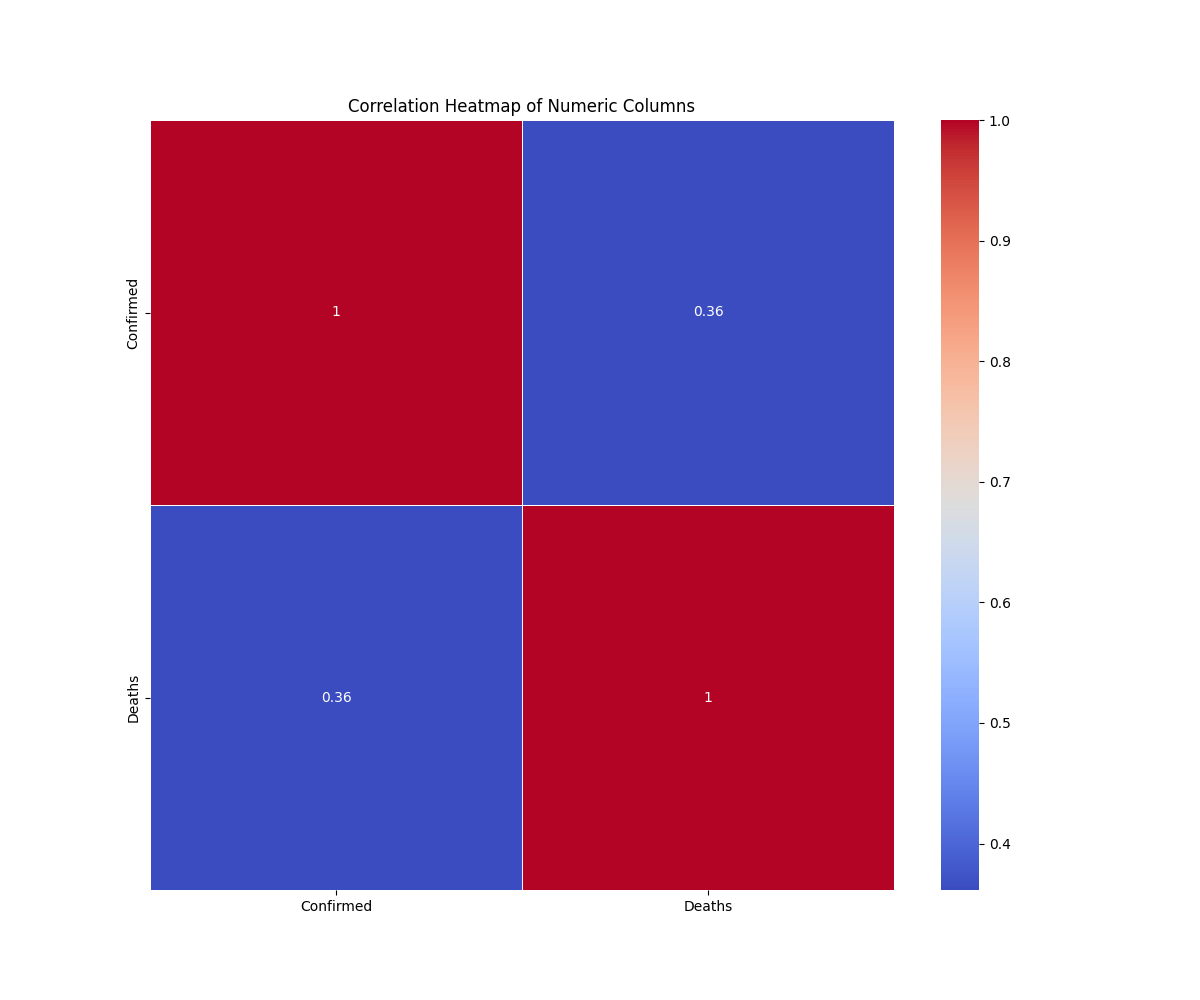 Correlation Heatmap of Numeric Columns
Confirmed
Deaths
1
0.36
0.36
1
Confirmed
Deaths
1.0
0.9
0.8
0.7
0.6
0.5
0.4